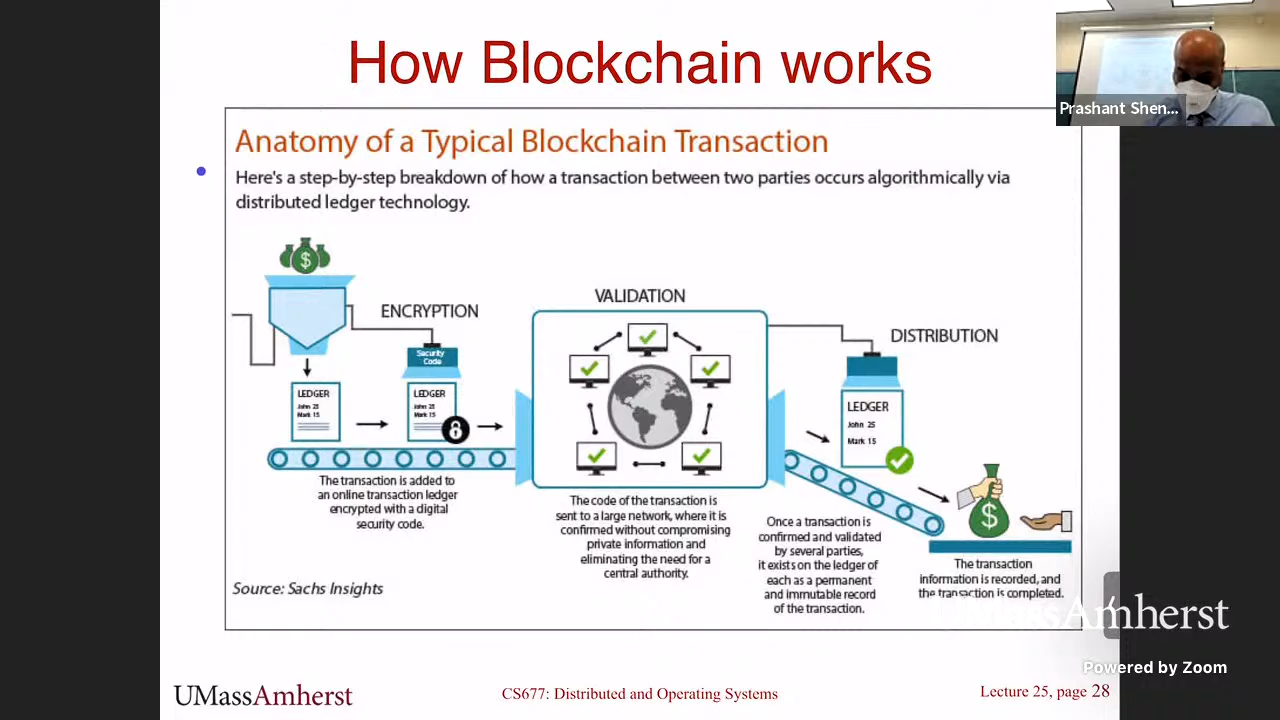 How Blockchain works
Prashant Shen...
Anatomy of a Typical Blockchain Transaction
Here's a step-by-step breakdown of how a transaction between two parties occurs algorithmically via
distributed ledger technology.
$
ENCRYPTION
VALIDATION
DISTRIBUTION
Security
Code
LEDGER
John 25
Mark 15
LEDGER
John 25
Mark 15
LEDGER
John 25
Mark 15
$
The transaction is added to
an online transaction ledger
encrypted with a digital
security code.
The code of the transaction is
sent to a large network, where it is
confirmed without compromising
private information and
eliminating the need for a
central authority.
Once a transaction is
confirmed and validated
by several parties,
it exists on the ledger of
each as a permanent
and immutable record
of the transaction.
The transaction
information is recorded, and
the transaction is completed.
Source: Sachs Insights
UMassAmherst
Powered by Zoom
UMassAmherst
CS677: Distributed and Operating Systems
Lecture 25, page 28